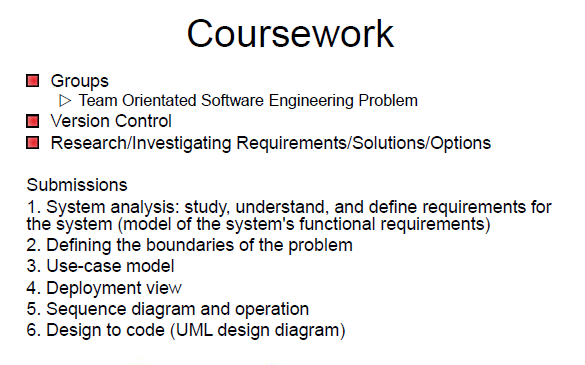 Coursework
Groups
Team Orientated Software Engineering Problem
Version Control
Research/Investigating Requirements/Solutions/Options
Submissions
1. System analysis: study, understand, and define requirements for
the system (model of the system's functional requirements)
2. Defining the boundaries of the problem
3. Use-case model
4. Deployment view
5. Sequence diagram and operation
6. Design to code (UML design diagram)